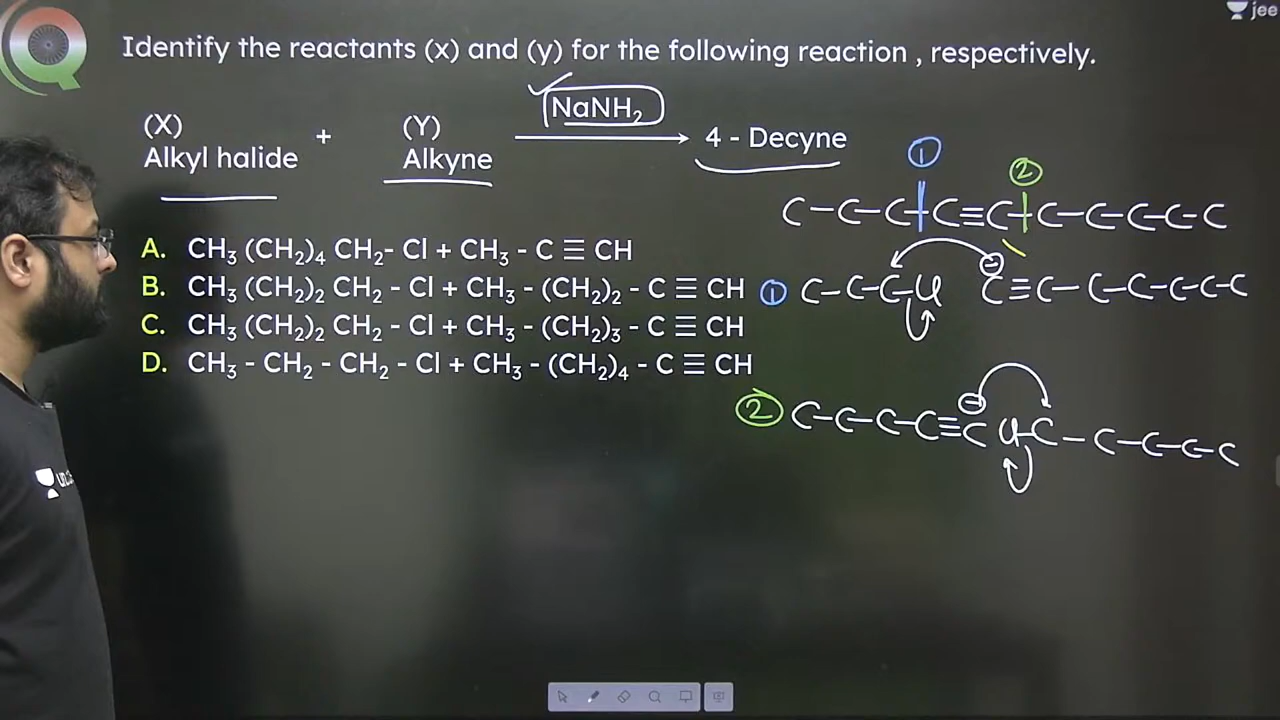 jee
Identify the reactants (x) and (y) for the following reaction , respectively.
(X) + (Y) NaNH₂
Alkyl halide Alkyne 4 - Decyne
①
②
C-C-C-C≡C-C-C-C-C-C
A. CH₃ (CH₂)₄ CH₂- Cl + CH₃ - C ≡ CH
B. CH₃ (CH₂)₂ CH₂ - Cl + CH₃ - (CH₂)₂ - C ≡ CH
① C-C-C-Cl ⊖C≡C-C-C-C-C-C
C. CH₃ (CH₂)₂ CH₂ - Cl + CH₃ - (CH₂)₃ - C ≡ CH
D. CH₃ - CH₂ - CH₂ - Cl + CH₃ - (CH₂)₄ - C ≡ CH
② C-C-C-C≡C⊖ Cl-C-C-C-C-C